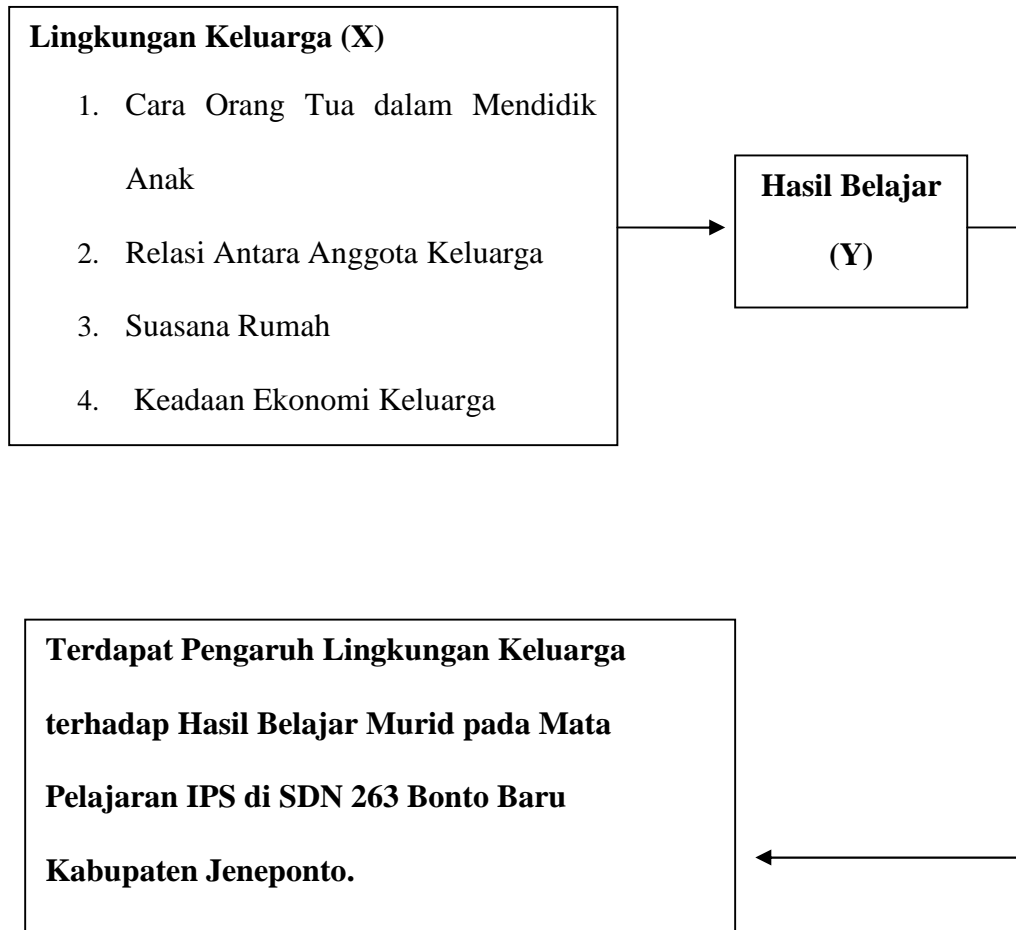 Lingkungan Keluarga (X)
1. Cara Orang Tua dalam Mendidik
Anak
2. Relasi Antara Anggota Keluarga
3. Suasana Rumah
4. Keadaan Ekonomi Keluarga
Hasil Belajar
(Y)
Terdapat Pengaruh Lingkungan Keluarga
terhadap Hasil Belajar Murid pada Mata
Pelajaran IPS di SDN 263 Bonto Baru
Kabupaten Jeneponto.